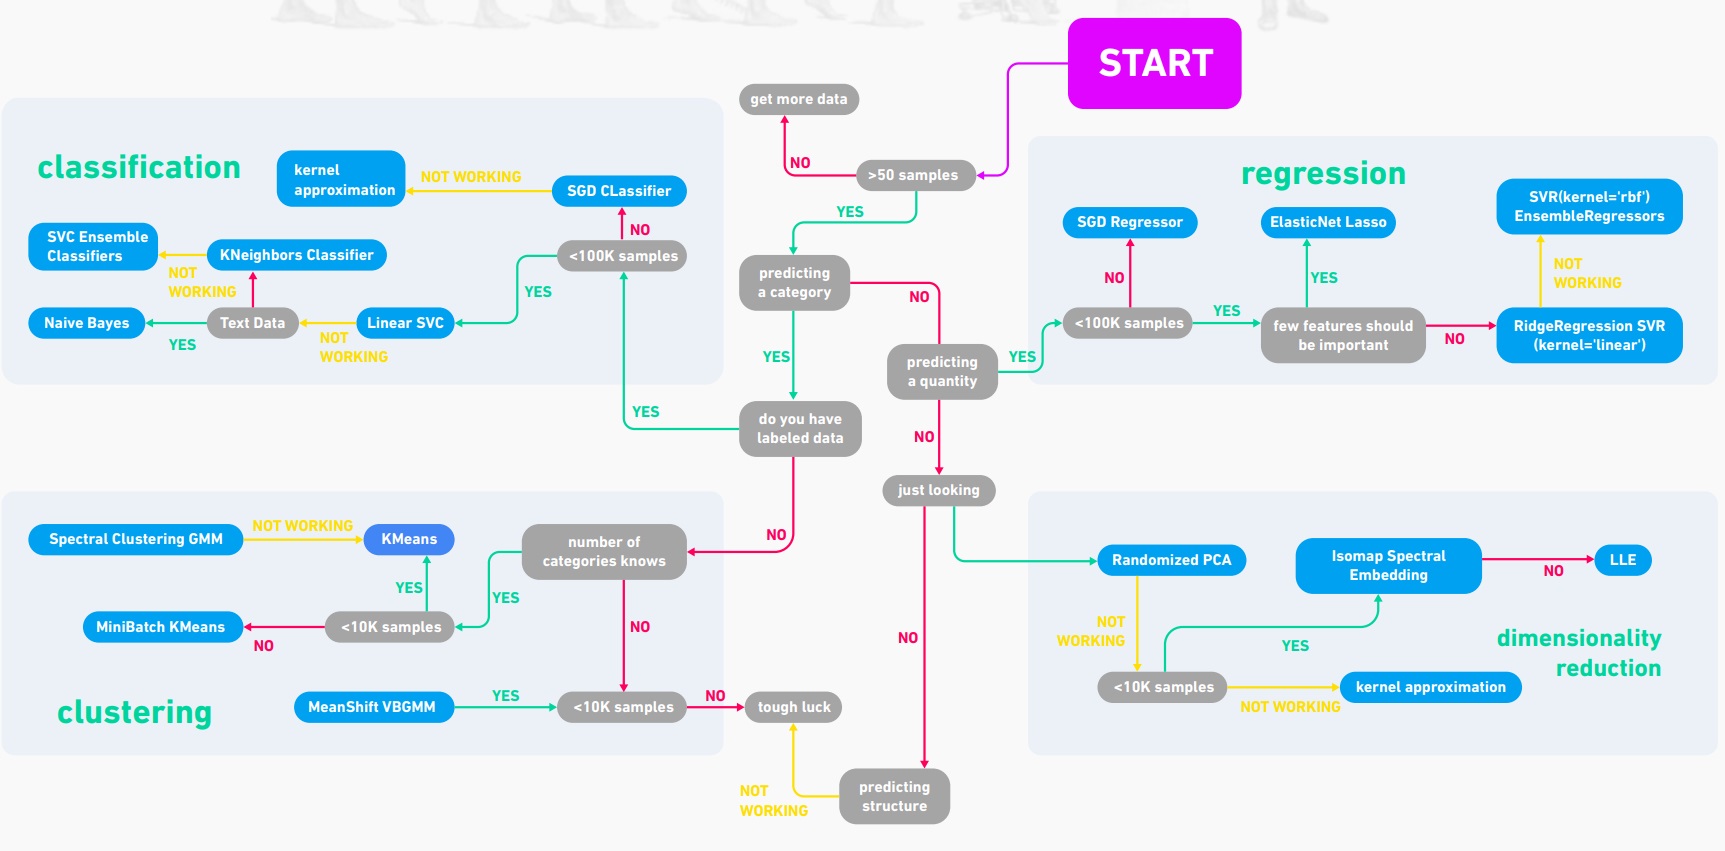 START
get more data
NO
>50 samples
YES
classification
kernel
approximation
NOT WORKING
SGD CLassifier
NO
SVC Ensemble
Classifiers
KNeighbors Classifier
<100K samples
NOT
WORKING
YES
Naive Bayes
YES
Text Data
NOT
WORKING
Linear SVC
predicting
a category
NO
YES
predicting
a quantity
YES
regression
SGD Regressor
ElasticNet Lasso
SVR(kernel='rbf')
EnsembleRegressors
NO
YES
NOT
WORKING
<100K samples
YES
few features should
be important
NO
RidgeRegression SVR
(kernel='linear')
YES
do you have
labeled data
NO
just looking
NO
NO
Spectral Clustering GMM
NOT WORKING
KMeans
number of
categories knows
YES
YES
MiniBatch KMeans
NO
<10K samples
NO
clustering
MeanShift VBGMM
YES
<10K samples
NO
tough luck
NOT
WORKING
predicting
structure
Randomized PCA
Isomap Spectral
Embedding
NO
LLE
NOT
WORKING
YES
dimensionality
reduction
<10K samples
NOT WORKING
kernel approximation